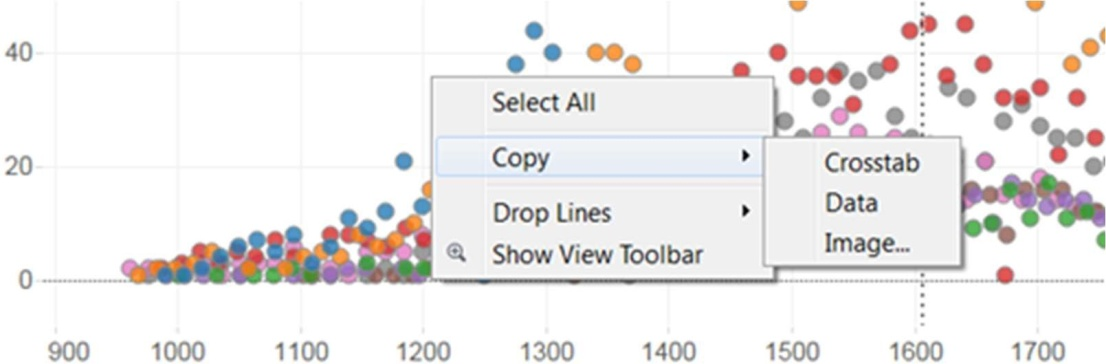 40
Select All
Copy
Crosstab
20
Data
Drop Lines
Image...
Show View Toolbar
0
900 1000 1100 1200 1300 1400 1500 1600 1700